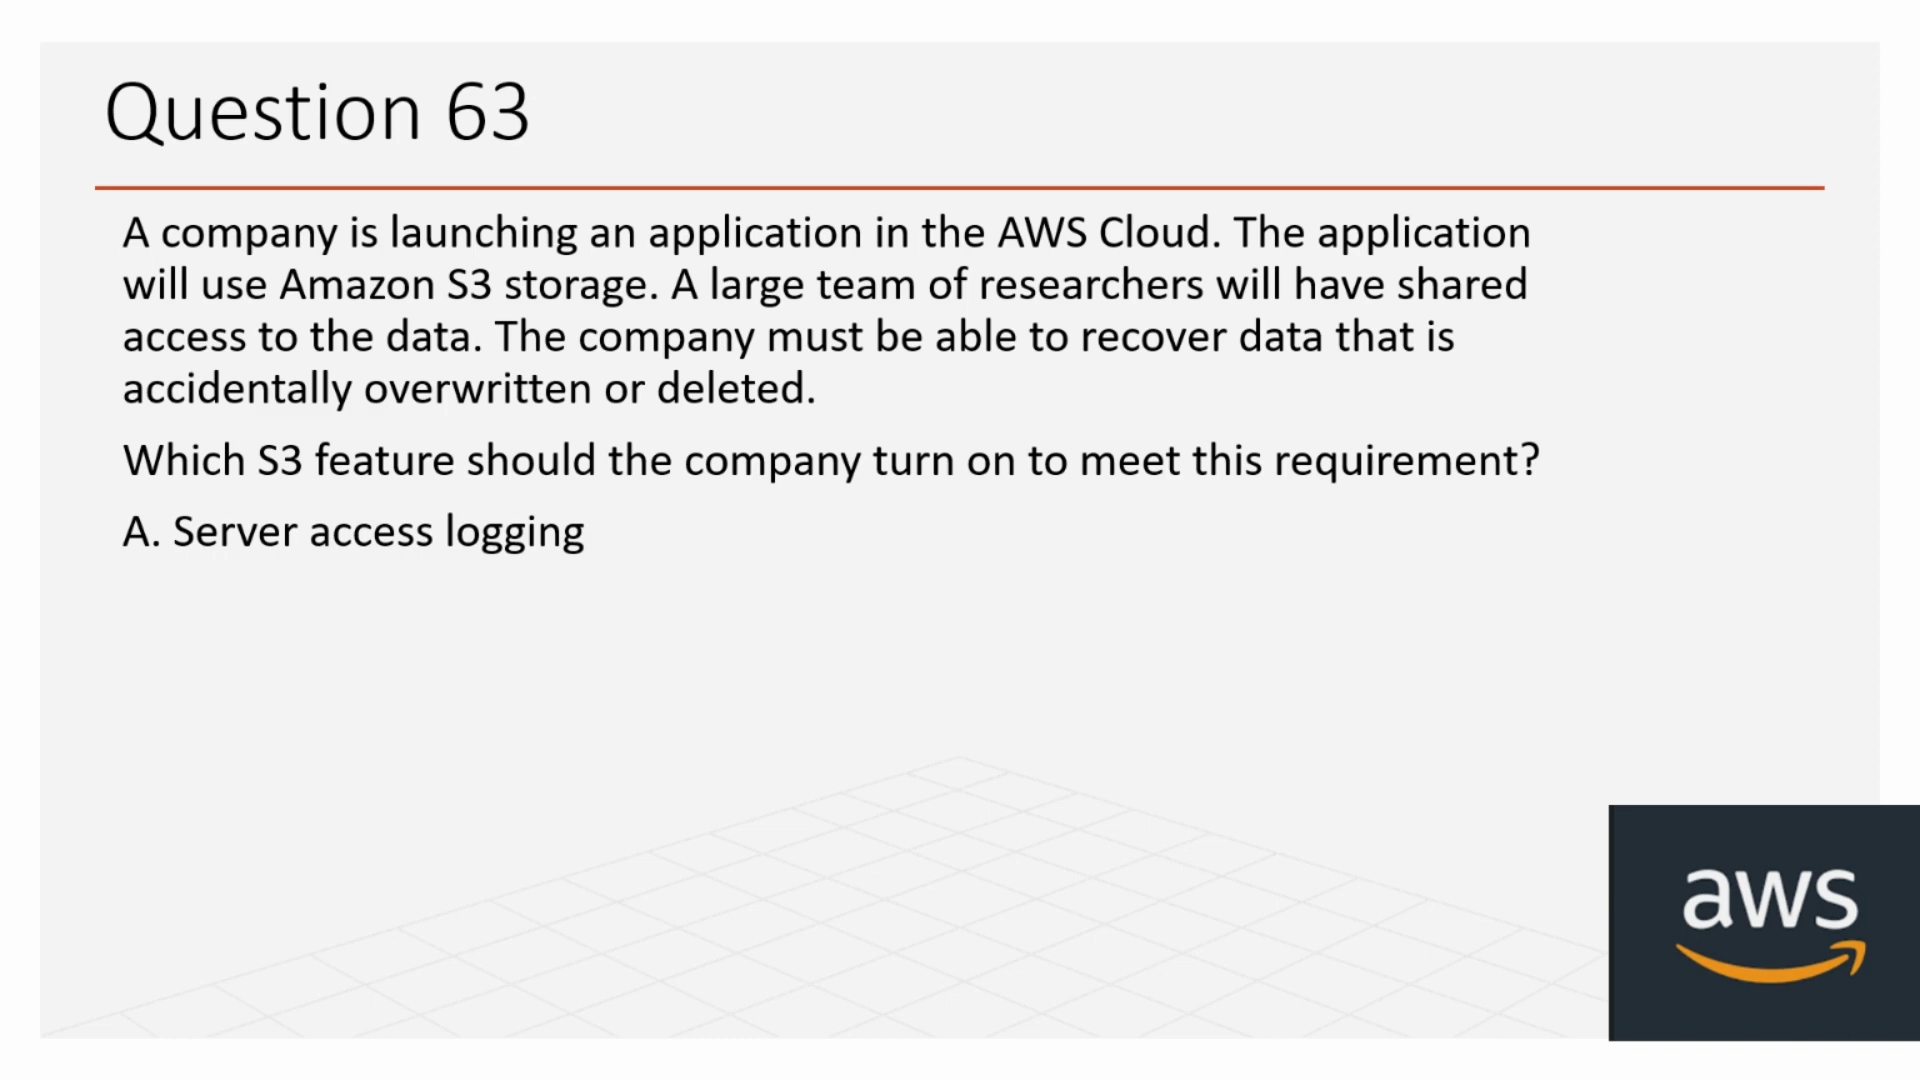 Question 63
A company is launching an application in the AWS Cloud. The application
will use Amazon S3 storage. A large team of researchers will have shared
access to the data. The company must be able to recover data that is
accidentally overwritten or deleted.
Which S3 feature should the company turn on to meet this requirement?
A. Server access logging
aws